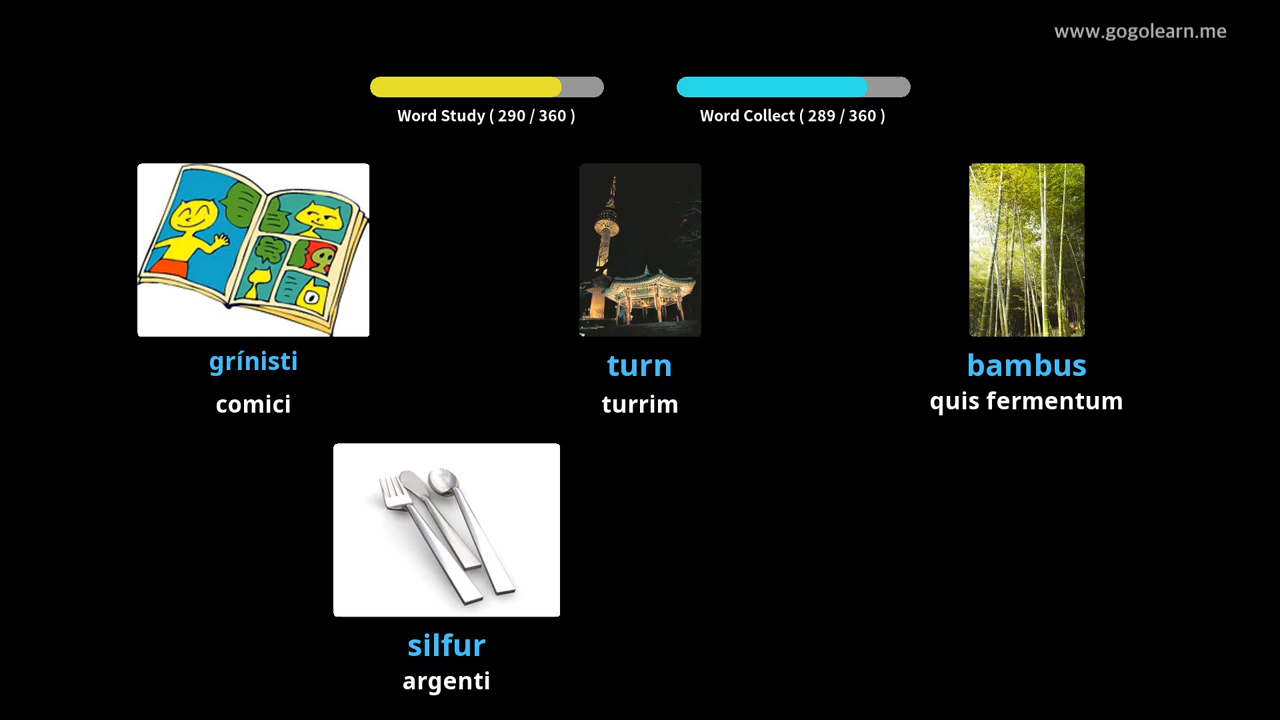 www.gogolearn.me
Word Study ( 290 / 360 )
Word Collect ( 289 / 360 )
grínisti
comici
turn
turrim
bambus
quis fermentum
silfur
argenti